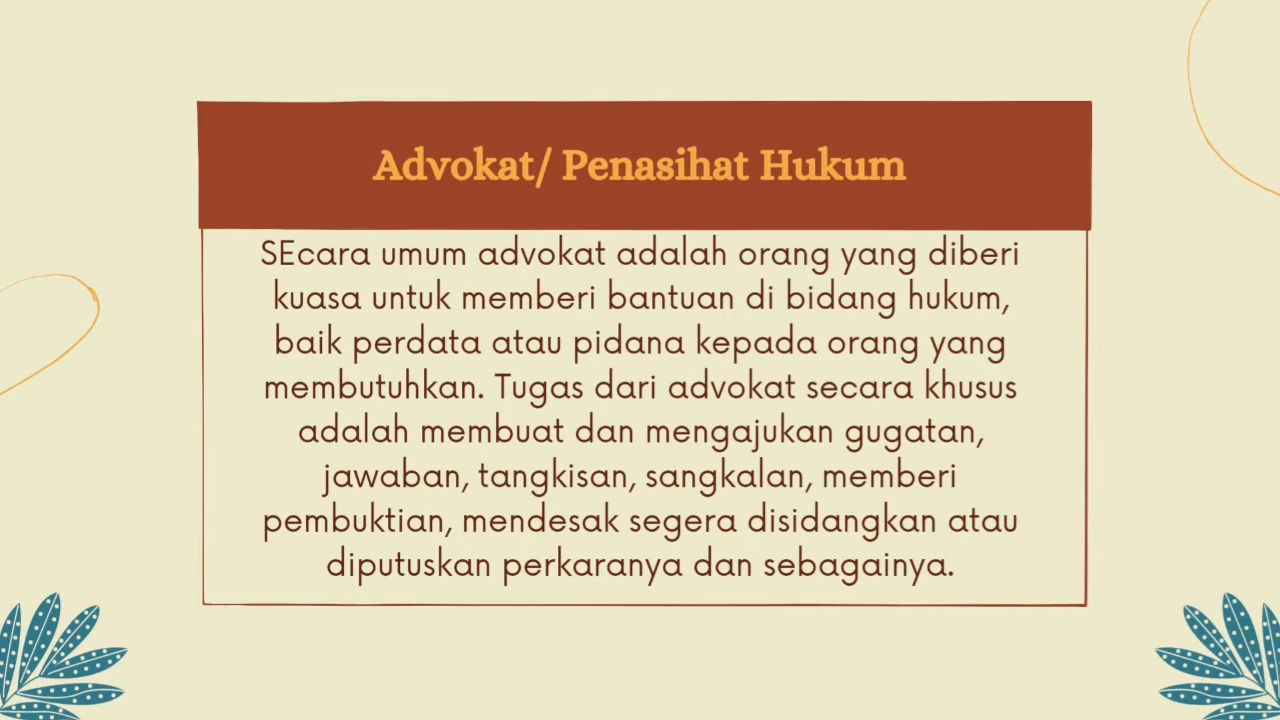 Advokat/ Penasihat Hukum
SEcara umum advokat adalah orang yang diberi
kuasa untuk memberi bantuan di bidang hukum,
baik perdata atau pidana kepada orang yang
membutuhkan. Tugas dari advokat secara khusus
adalah membuat dan mengajukan gugatan,
jawaban, tangkisan, sangkalan, memberi
pembuktian, mendesak segera disidangkan atau
diputuskan perkaranya dan sebagainya.